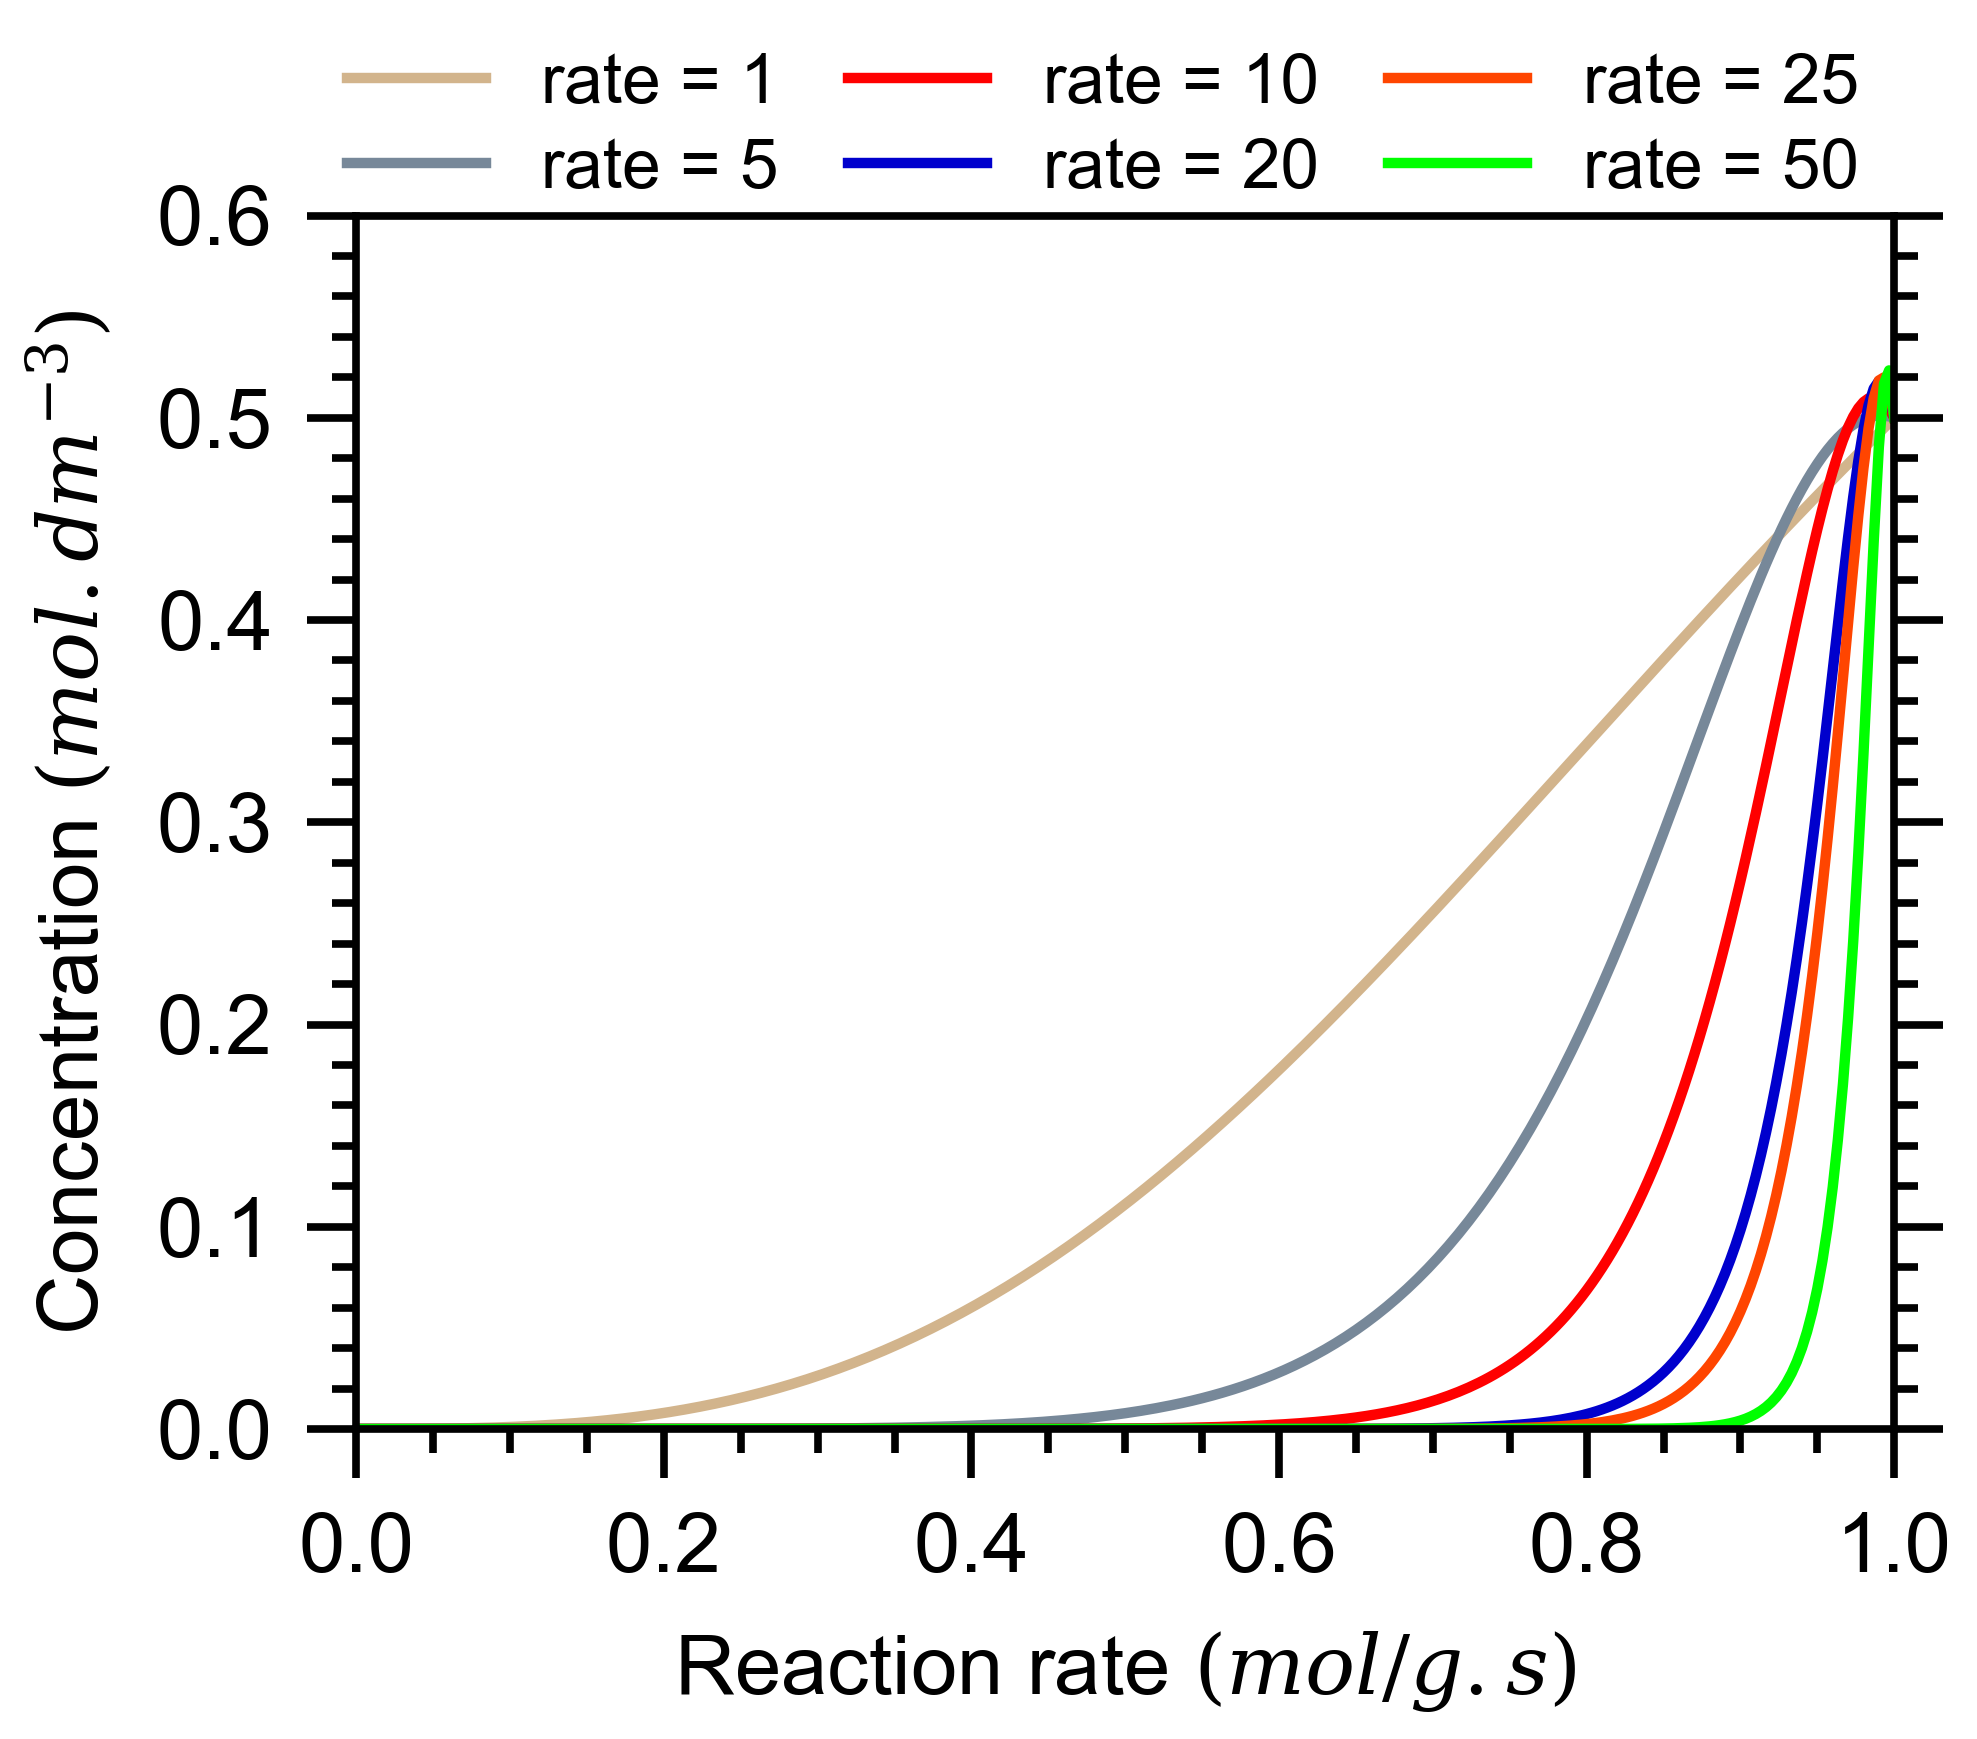 rate = 1 rate = 10 rate = 25
rate = 5 rate = 20 rate = 50
0.6
0.5
0.4
0.3
0.2
0.1
0.0
Concentration (mol.dm⁻³)
0.0 0.2 0.4 0.6 0.8 1.0
Reaction rate (mol/g.s)